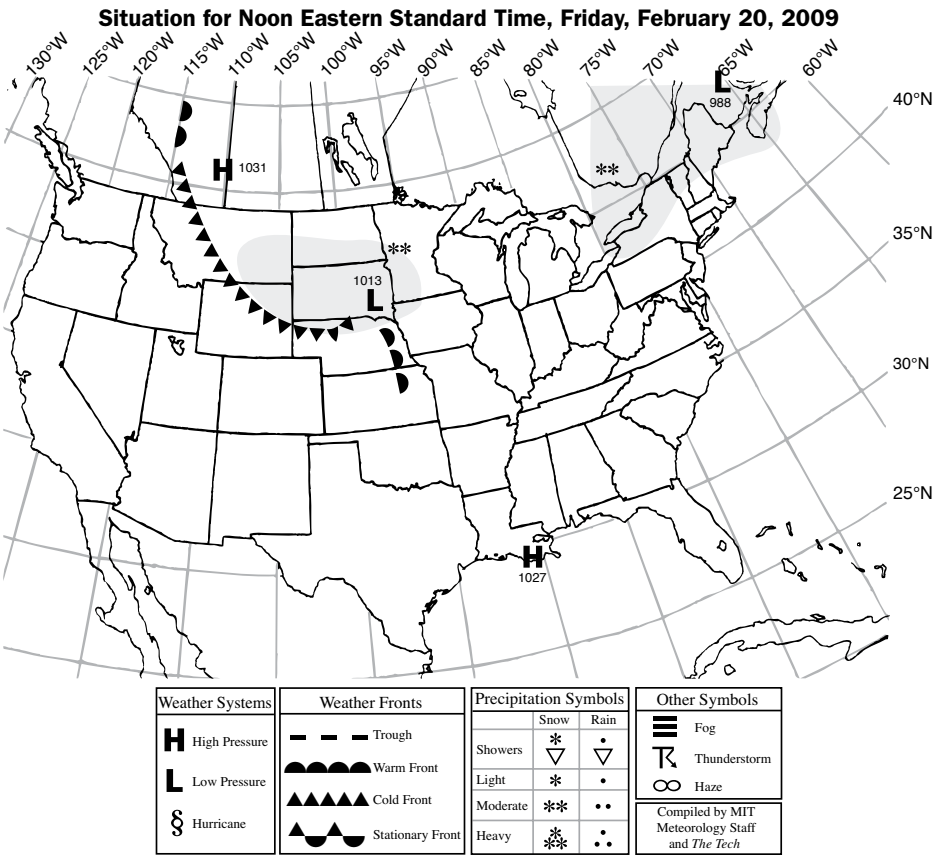 Situation for Noon Eastern Standard Time, Friday, February 20, 2009
130°W
125°W
120°W
115°W
110°W
105°W
100°W
95°W
90°W
85°W
80°W
75°W
70°W
65°W
60°W
40°N
35°N
30°N
25°N
L
988
H 1031
**
**
1013
L
H
1027
Weather Systems
H High Pressure
L Low Pressure
§ Hurricane
Weather Fronts
Trough
Warm Front
Cold Front
Stationary Front
Precipitation Symbols
Snow Rain
Showers
Light
Moderate
Heavy
Other Symbols
Fog
Thunderstorm
Haze
Compiled by MIT
Meteorology Staff
and The Tech